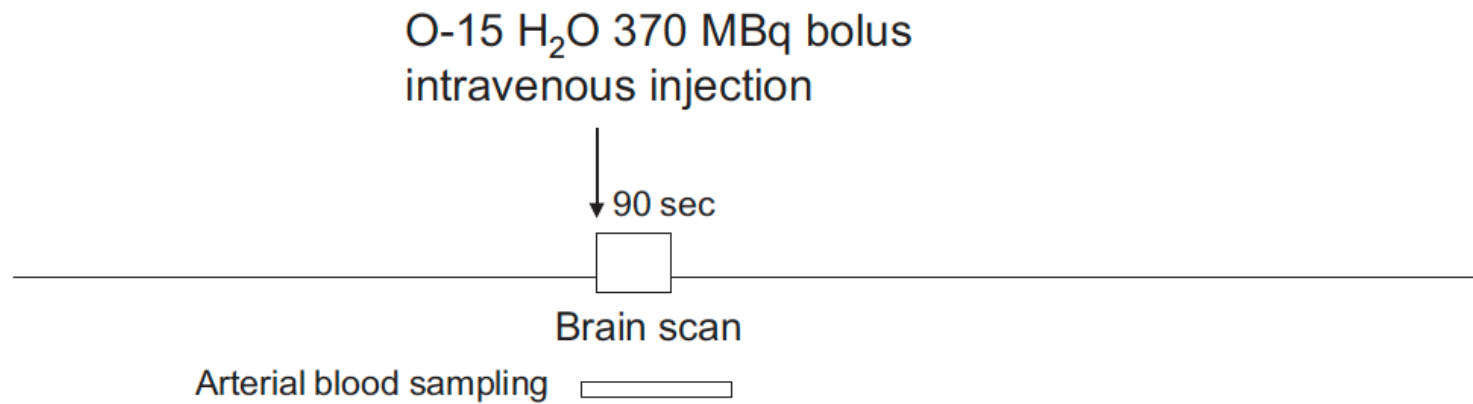 O-15 H₂O 370 MBq bolus
intravenous injection
90 sec
Brain scan
Arterial blood sampling